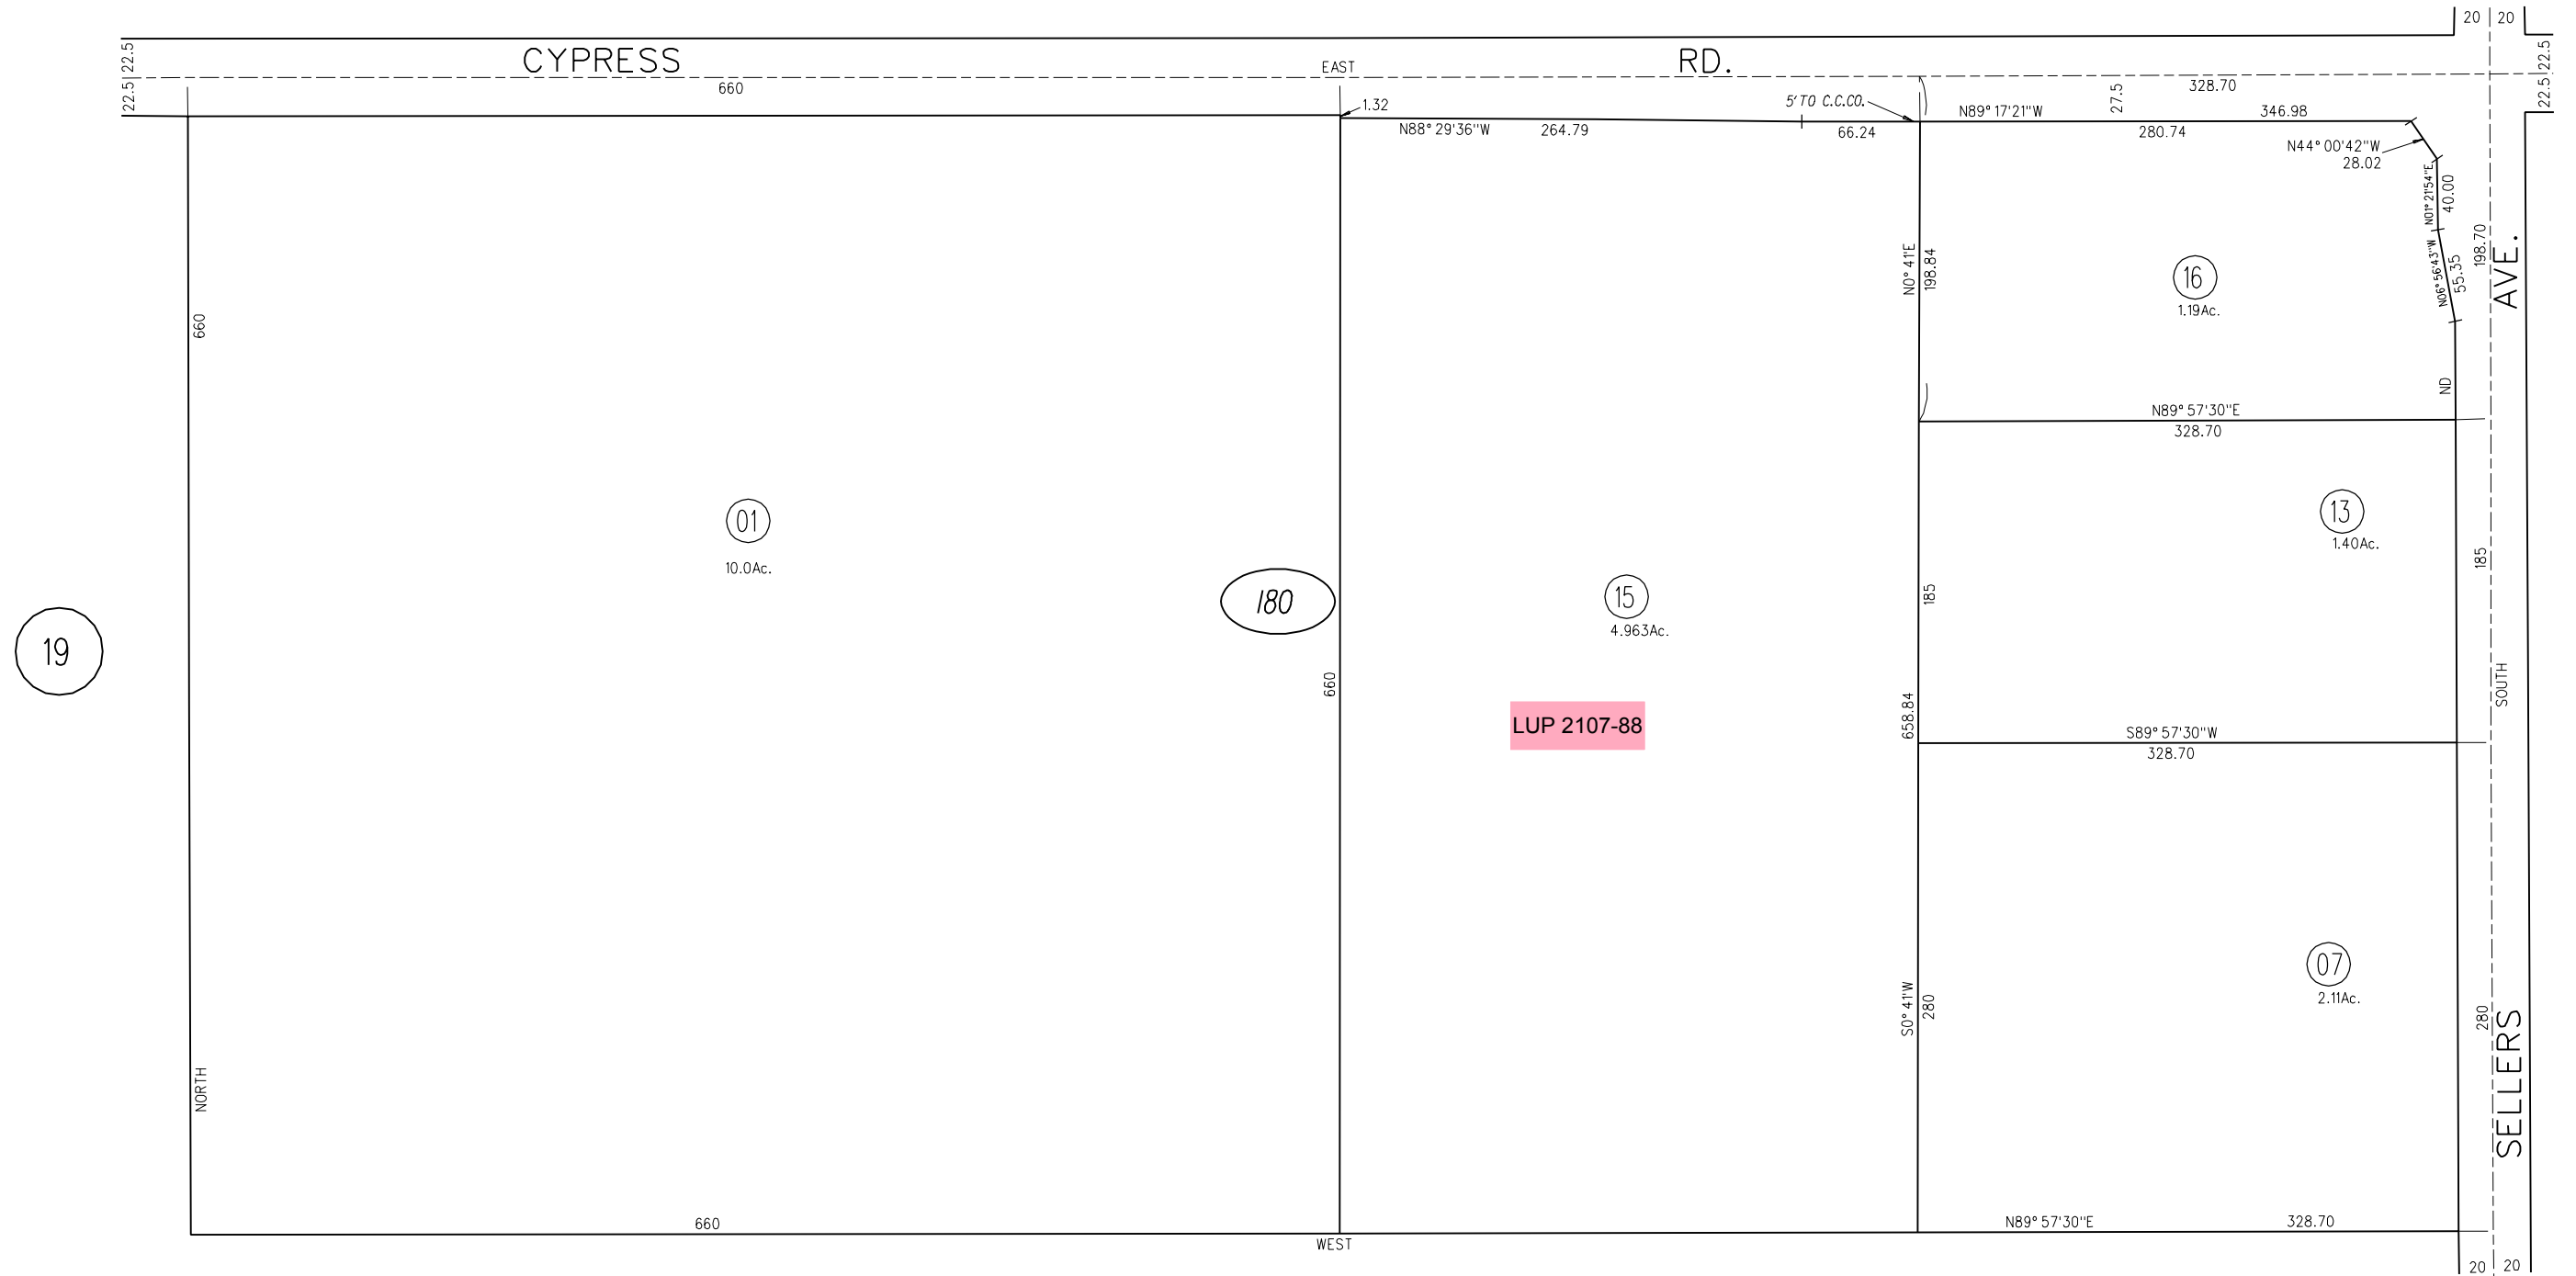 20 20
22.5 22.5
CYPRESS RD.
EAST
22.5 22.5
660
328.70
1.32
5' TO C.C.CO.
27.5
N89° 17'21"W
346.98
N88° 29'36"W
264.79
66.24
280.74
N44° 00'42"W
28.02
N01° 21'54"E
40.00
198.70
N06° 56'43"W
55.35
AVE.
N0° 41'E
198.84
16
1.19Ac.
660
ND
N89° 57'30"E
328.70
01
10.0Ac.
13
1.40Ac.
185
180
15
4.963Ac.
185
19
660
SOUTH
LUP 2107-88
658.84
S89° 57'30"W
328.70
07
2.11Ac.
S0° 41'W
280
280
SELLERS
NORTH
660
N89° 57'30"E
328.70
WEST
20 20